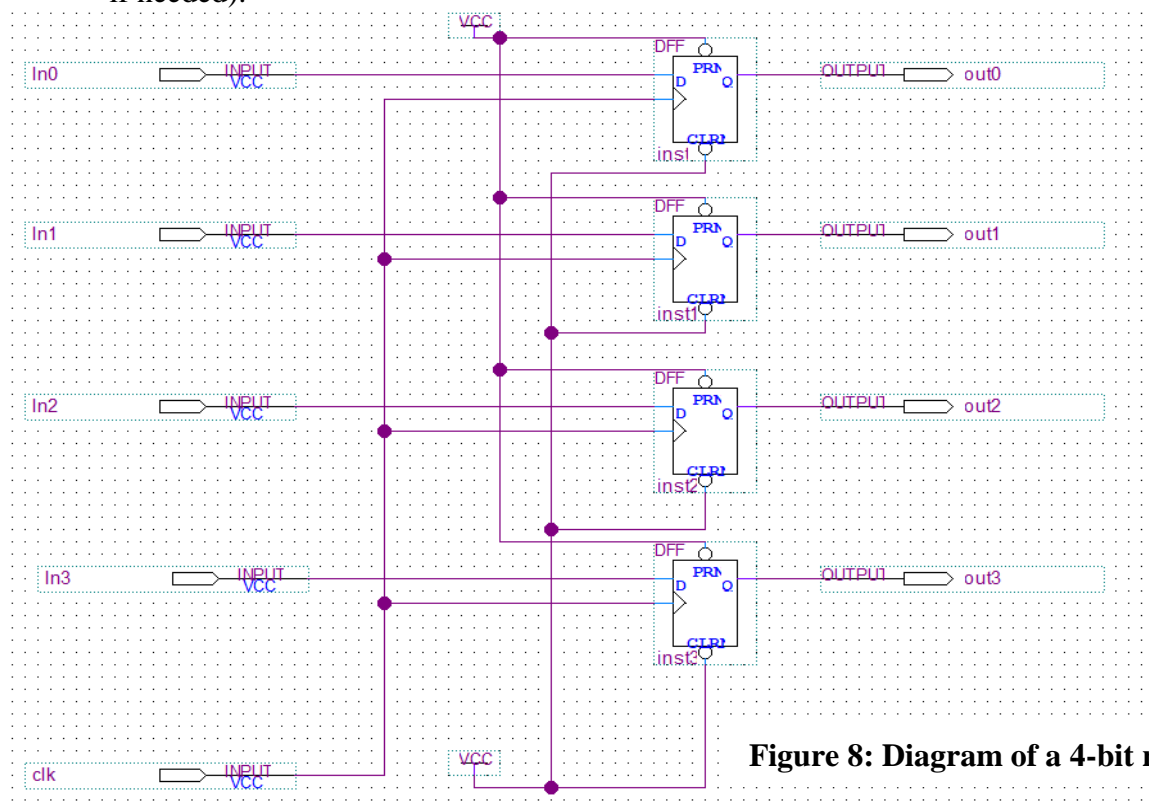 if needed).
VCC
DFF
In0 INPUT VCC PRN D Q OUTPUT out0
CLRN
inst
DFF
In1 INPUT VCC PRN D Q OUTPUT out1
CLRN
inst1
DFF
In2 INPUT VCC PRN D Q OUTPUT out2
CLRN
inst2
DFF
In3 INPUT VCC PRN D Q OUTPUT out3
CLRN
inst3
VCC
Figure 8: Diagram of a 4-bit
clk INPUT VCC